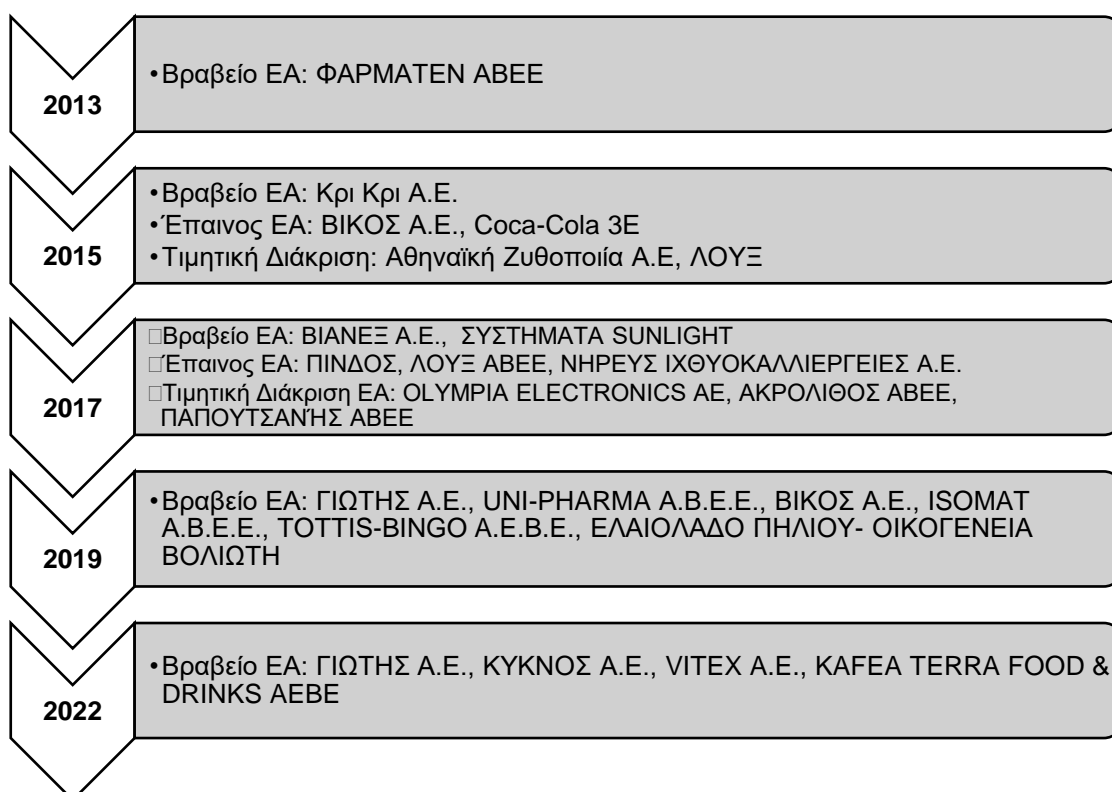 2013
•Βραβείο ΕΑ: ΦΑΡΜΑΤΕΝ ΑΒΕΕ
2015
•Βραβείο ΕΑ: Κρι Κρι Α.Ε.
•Έπαινος ΕΑ: ΒΙΚΟΣ Α.Ε., Coca-Cola 3E
•Τιμητική Διάκριση: Αθηναϊκή Ζυθοποιία Α.Ε, ΛΟΥΞ
2017
□Βραβείο ΕΑ: ΒΙΑΝΕΞ Α.Ε., ΣΥΣΤΗΜΑΤΑ SUNLIGHT
□Έπαινος ΕΑ: ΠΙΝΔΟΣ, ΛΟΥΞ ΑΒΕΕ, ΝΗΡΕΥΣ ΙΧΘΥΟΚΑΛΛΙΕΡΓΕΙΕΣ Α.Ε.
□Τιμητική Διάκριση ΕΑ: OLYMPIA ELECTRONICS ΑΕ, ΑΚΡΟΛΙΘΟΣ ΑΒΕΕ,
ΠΑΠΟΥΤΣΑΝΉΣ ΑΒΕΕ
2019
•Βραβείο ΕΑ: ΓΙΩΤΗΣ Α.Ε., UNI-PHARMA Α.Β.Ε.Ε., ΒΙΚΟΣ Α.Ε., ISOMAT
Α.Β.Ε.Ε., TOTTIS-BINGO Α.Ε.Β.Ε., ΕΛΑΙΟΛΑΔΟ ΠΗΛΙΟΥ- ΟΙΚΟΓΕΝΕΙΑ
ΒΟΛΙΩΤΗ
2022
•Βραβείο ΕΑ: ΓΙΩΤΗΣ Α.Ε., ΚΥΚΝΟΣ Α.Ε., VITEX Α.Ε., KAFEA TERRA FOOD &
DRINKS ΑΕΒΕ